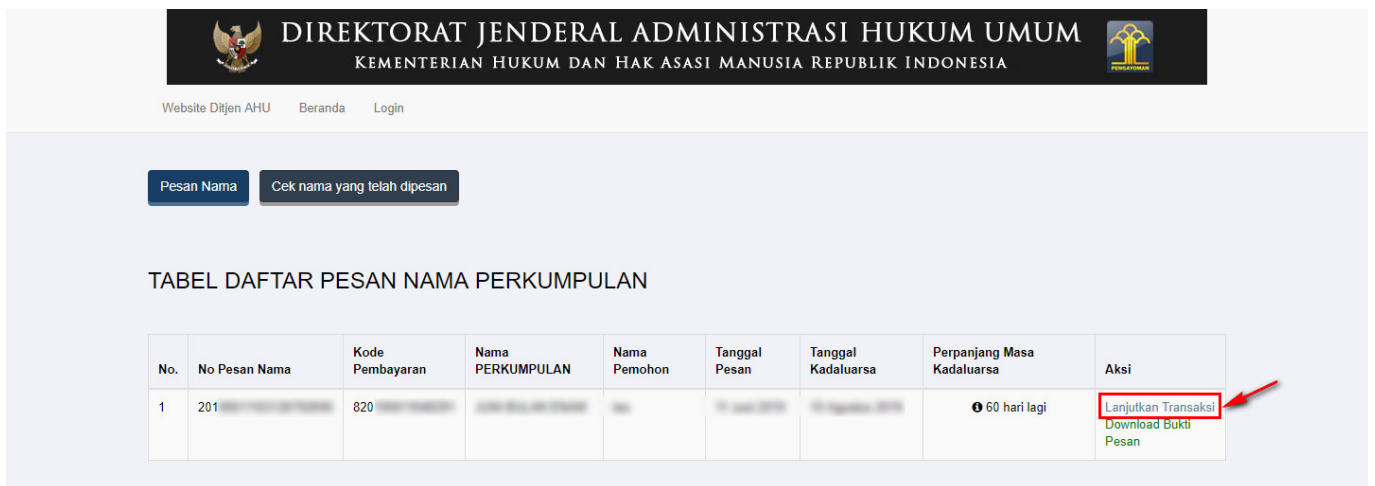 DIREKTORAT JENDERAL ADMINISTRASI HUKUM UMUM
KEMENTERIAN HUKUM DAN HAK ASASI MANUSIA REPUBLIK INDONESIA
PENGAYOMAN
Website Ditjen AHU Beranda Login
Pesan Nama Cek nama yang telah dipesan
TABEL DAFTAR PESAN NAMA PERKUMPULAN
No. No Pesan Nama Kode Pembayaran Nama PERKUMPULAN Nama Pemohon Tanggal Pesan Tanggal Kadaluarsa Perpanjang Masa Kadaluarsa Aksi
1 201 820 60 hari lagi Lanjutkan Transaksi
Download Bukti
Pesan